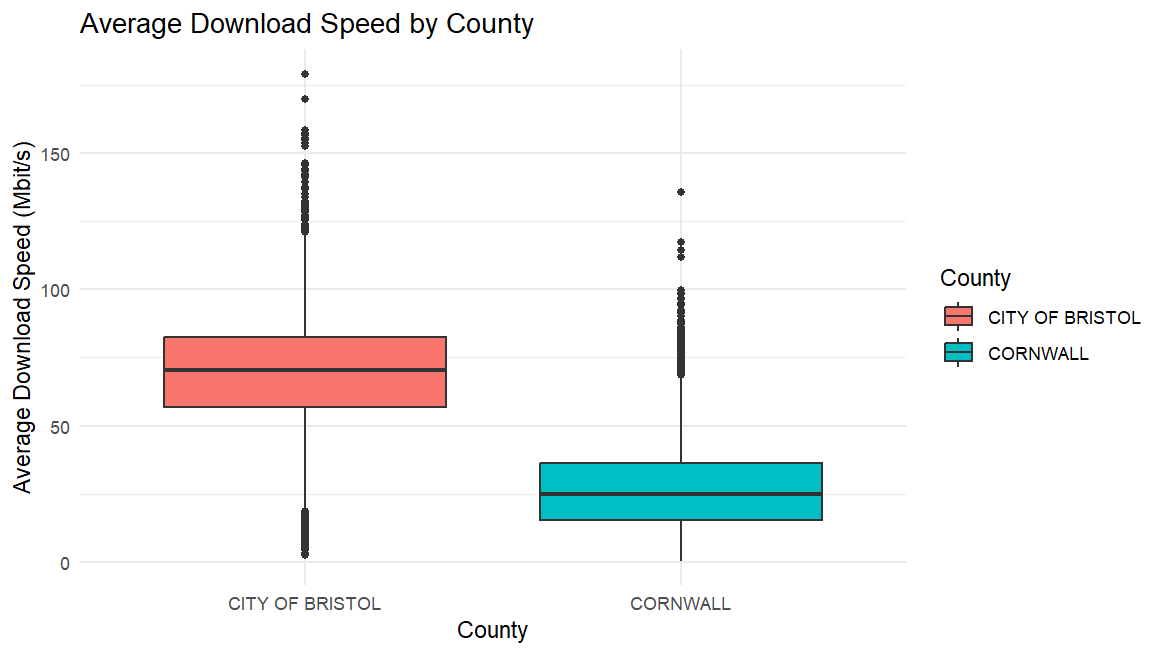 Average Download Speed by County
Average Download Speed (Mbit/s)
150
100
50
0
CITY OF BRISTOL
CORNWALL
County
County
CITY OF BRISTOL
CORNWALL